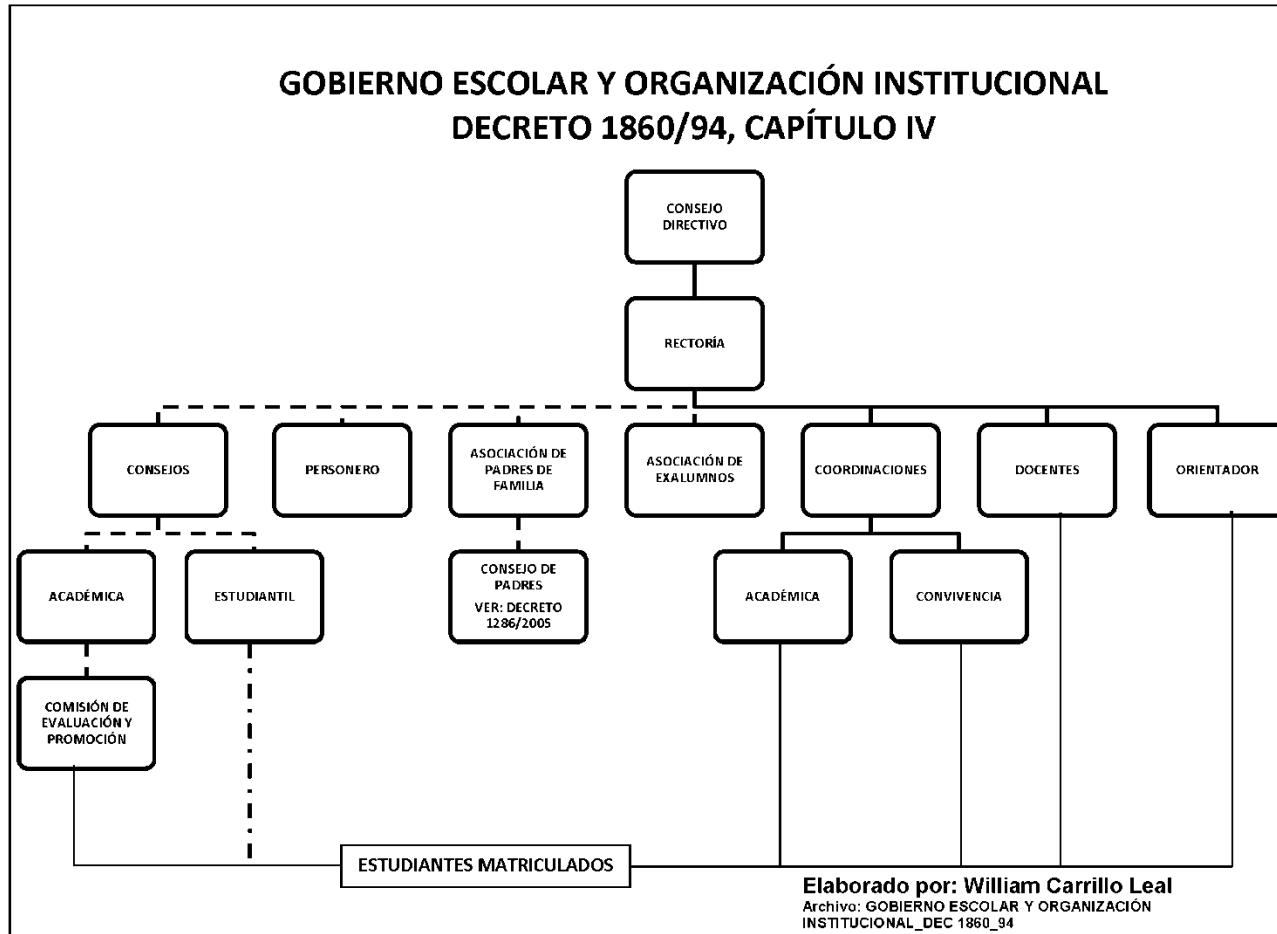 GOBIERNO ESCOLAR Y ORGANIZACIÓN INSTITUCIONAL
DECRETO 1860/94, CAPÍTULO IV
CONSEJO
DIRECTIVO
RECTORÍA
CONSEJOS
PERSONERO
ASOCIACIÓN DE
PADRES DE
FAMILIA
ASOCIACIÓN DE
EXALUMNOS
COORDINACIONES
DOCENTES
ORIENTADOR
ACADÉMICA
ESTUDIANTIL
CONSEJO DE
PADRES
VER: DECRETO
1286/2005
ACADÉMICA
CONVIVENCIA
COMISIÓN DE
EVALUACIÓN Y
PROMOCIÓN
ESTUDIANTES MATRICULADOS
Elaborado por: William Carrillo Leal
Archivo: GOBIERNO ESCOLAR Y ORGANIZACIÓN
INSTITUCIONAL_DEC 1860_94